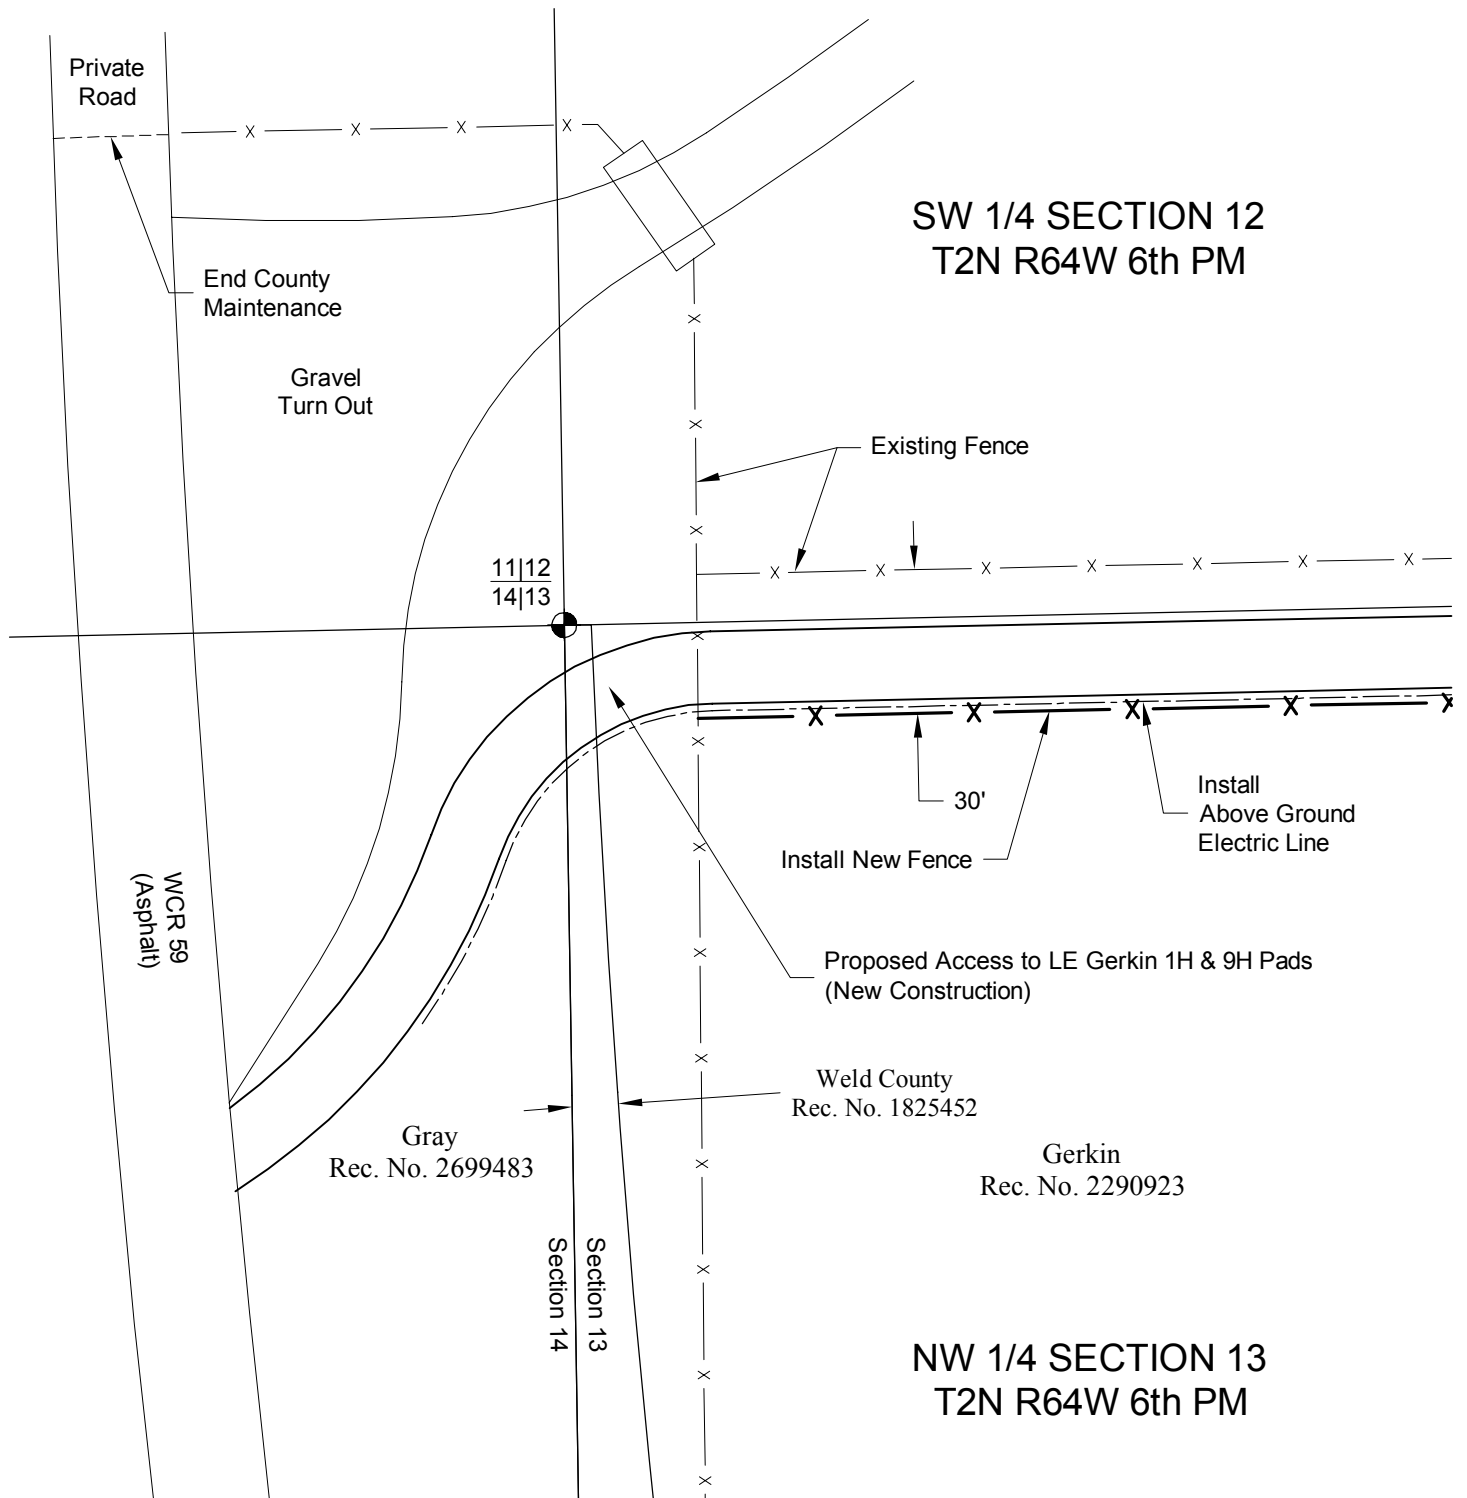 Private
Road
SW 1/4 SECTION 12
T2N R64W 6th PM
End County
Maintenance
Gravel
Turn Out
Existing Fence
11|12
14|13
30'
Install
Above Ground
Electric Line
Install New Fence
WCR 59
(Asphalt)
Proposed Access to LE Gerkin 1H & 9H Pads
(New Construction)
Weld County
Rec. No. 1825452
Gray
Rec. No. 2699483
Gerkin
Rec. No. 2290923
Section 13
Section 14
NW 1/4 SECTION 13
T2N R64W 6th PM